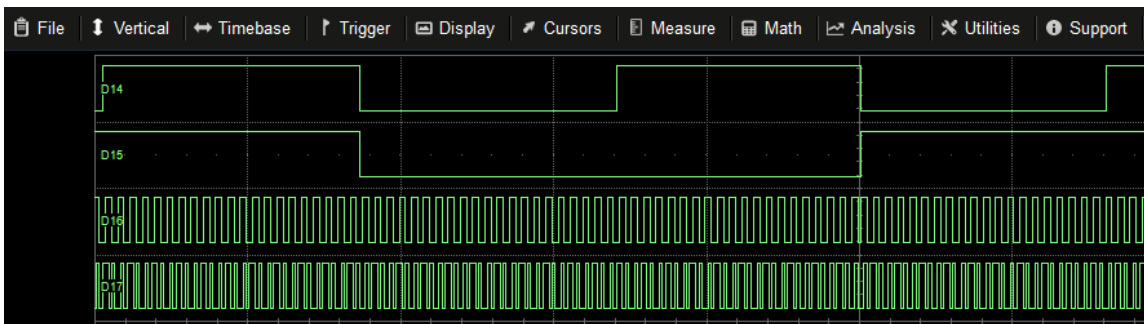 File Vertical Timebase Trigger Display Cursors Measure Math Analysis Utilities Support
D14
D15
D16
D17